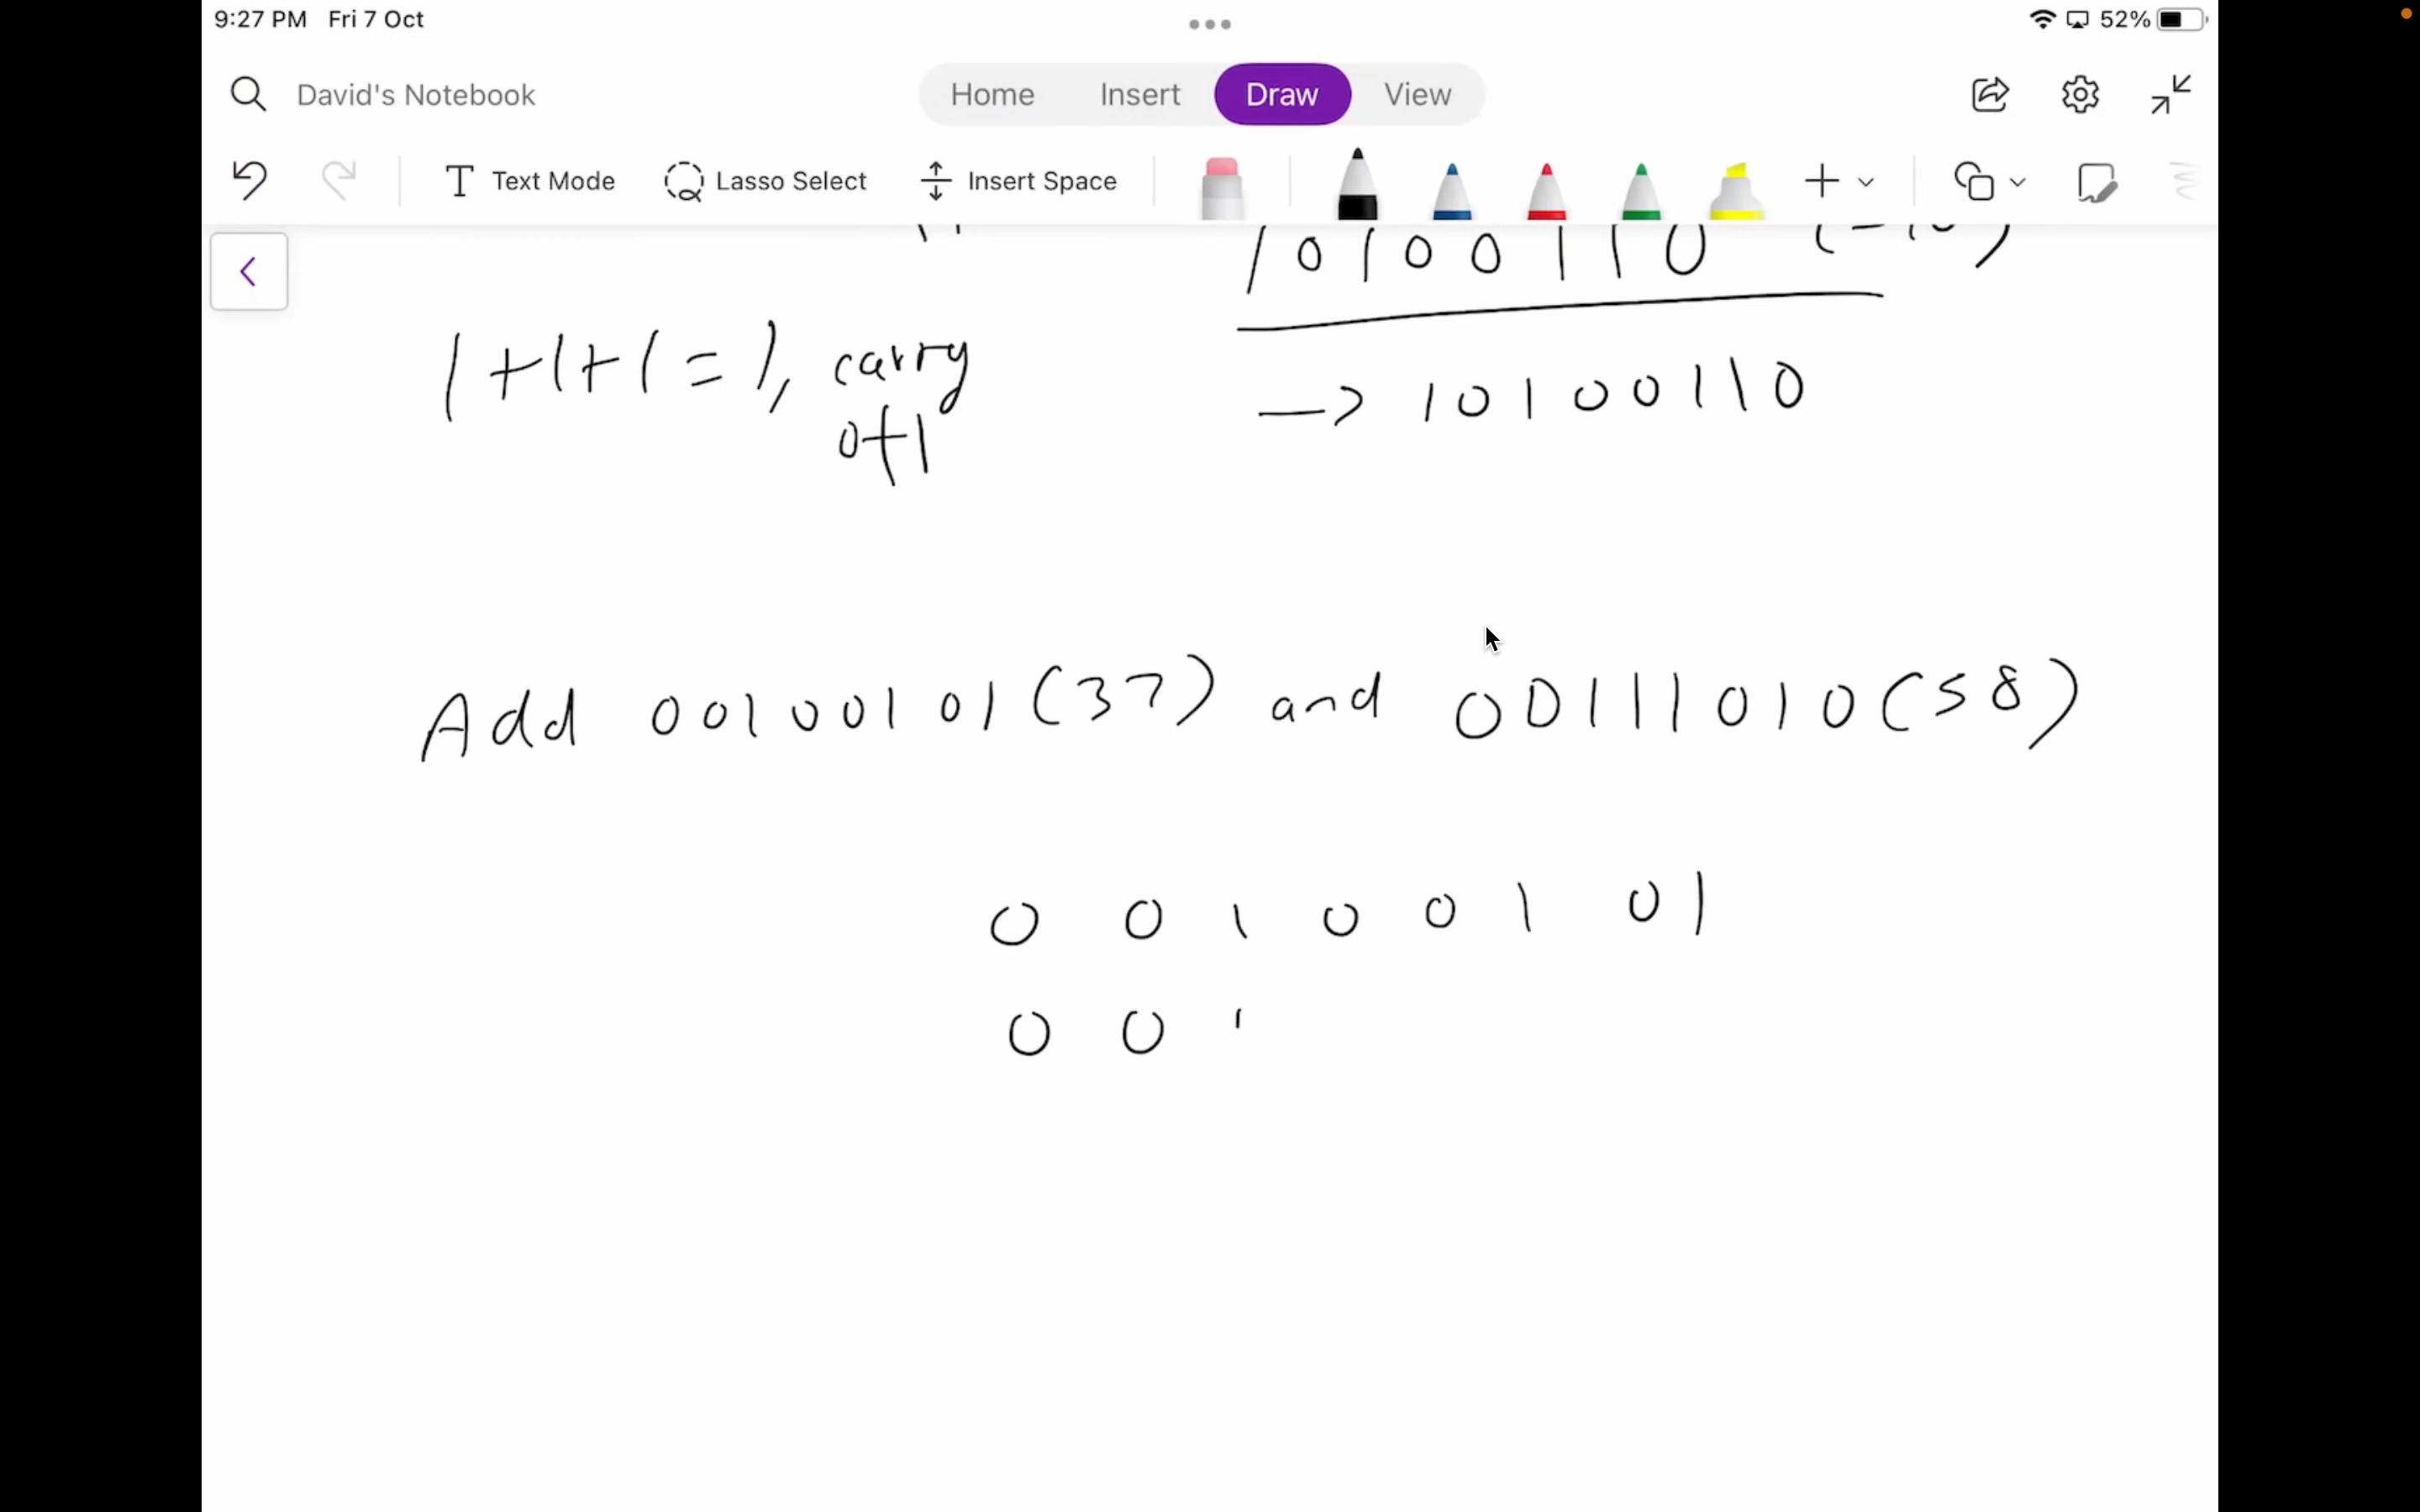 9:27 PM Fri 7 Oct 52%
David's Notebook Home Insert Draw View
Text Mode Lasso Select Insert Space
10100110
1+1+1=1, carry
of 1
→ 10100110
Add 00100101 (37) and 00111010 (58)
0 0 1 0 0 1 0 1
0 0 1